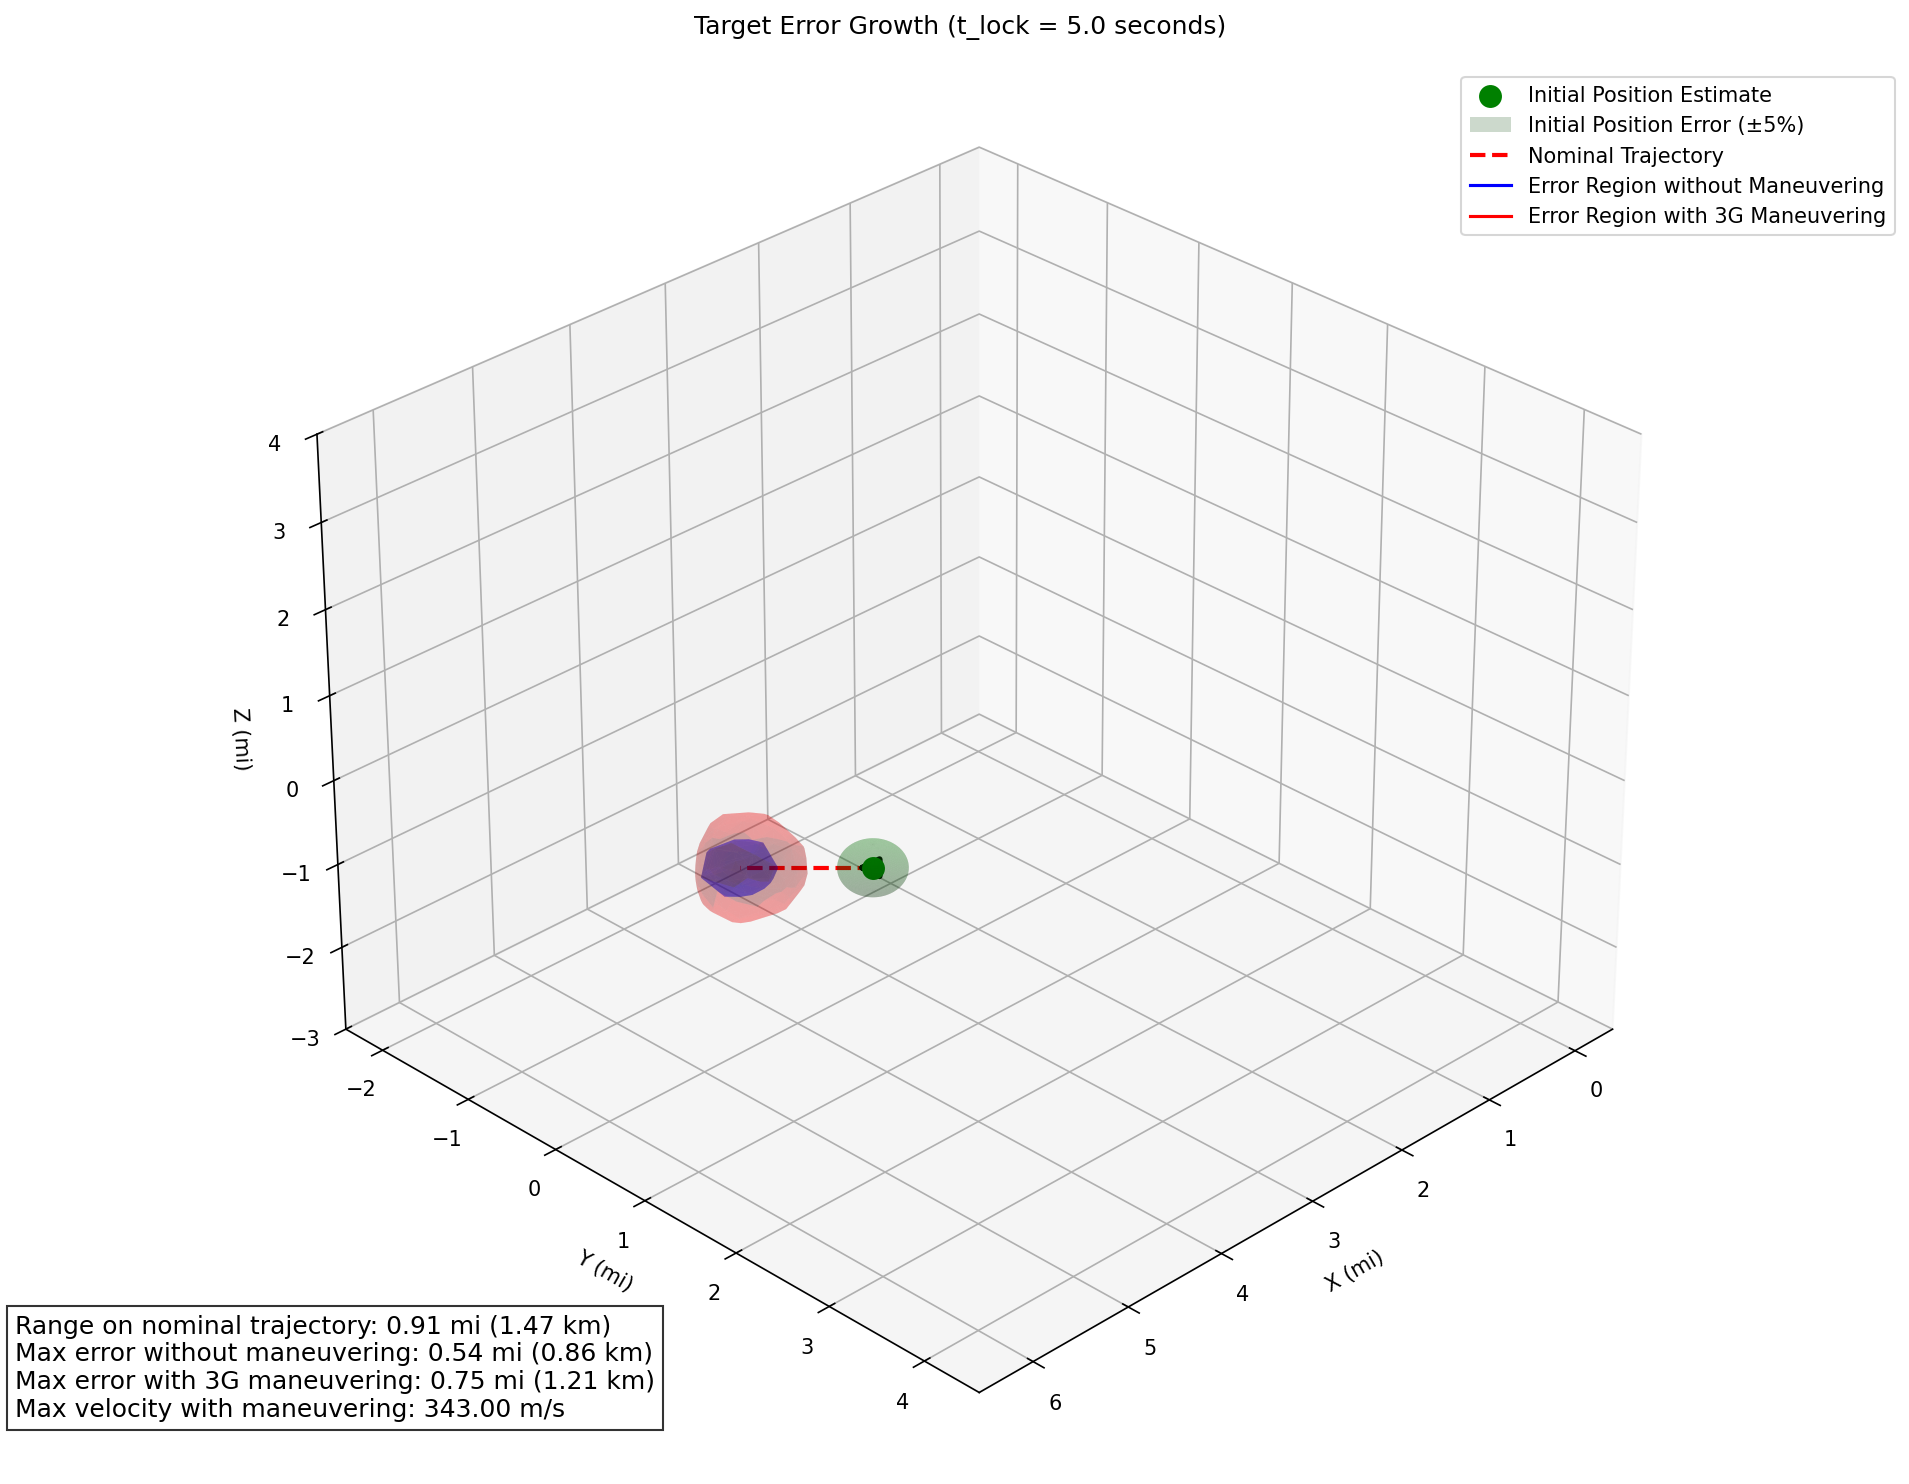 Target Error Growth (t_lock = 5.0 seconds)
Initial Position Estimate
Initial Position Error (±5%)
Nominal Trajectory
Error Region without Maneuvering
Error Region with 3G Maneuvering
4
3
2
1
0
−1
−2
−3
Z (mi)
−2
−1
0
1
2
3
4
Y (mi)
0
1
2
3
4
5
6
X (mi)
Range on nominal trajectory: 0.91 mi (1.47 km)
Max error without maneuvering: 0.54 mi (0.86 km)
Max error with 3G maneuvering: 0.75 mi (1.21 km)
Max velocity with maneuvering: 343.00 m/s